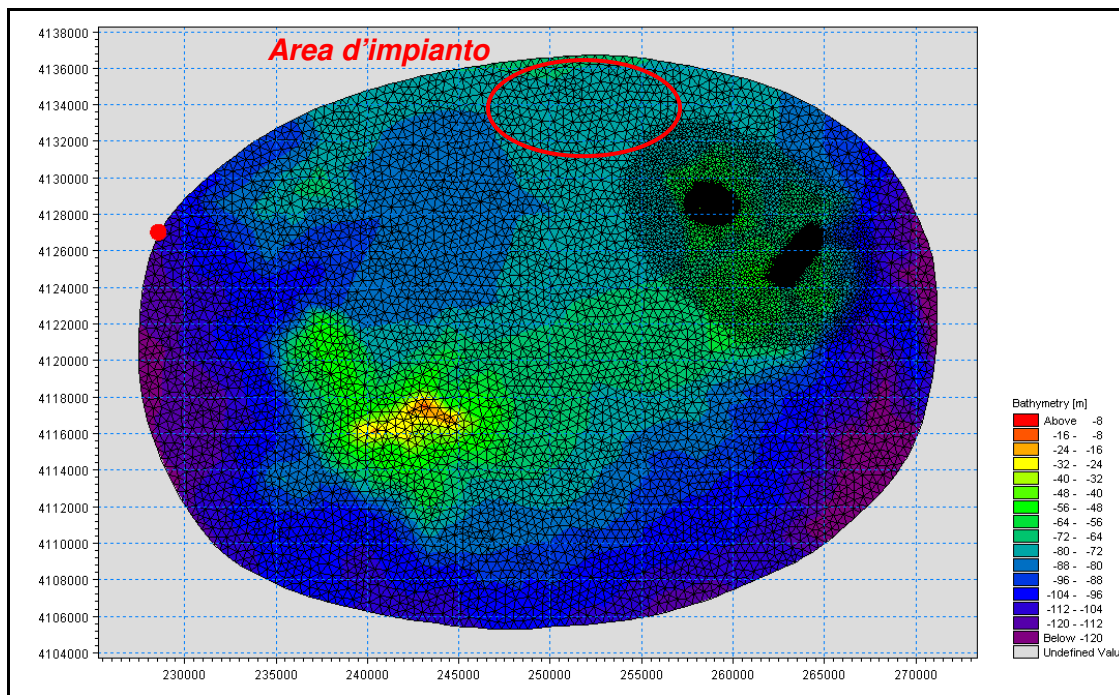 Area d'impianto
4138000
4136000
4134000
4132000
4130000
4128000
4126000
4124000
4122000
4120000
4118000
4116000
4114000
4112000
4110000
4108000
4106000
4104000
230000 235000 240000 245000 250000 255000 260000 265000 270000
Bathymetry [m]
Above -8
-16 - -8
-24 - -16
-32 - -24
-40 - -32
-48 - -40
-56 - -48
-64 - -56
-72 - -64
-80 - -72
-88 - -80
-96 - -88
-104 - -96
-112 - -104
-120 - -112
Below -120
Undefined Valu